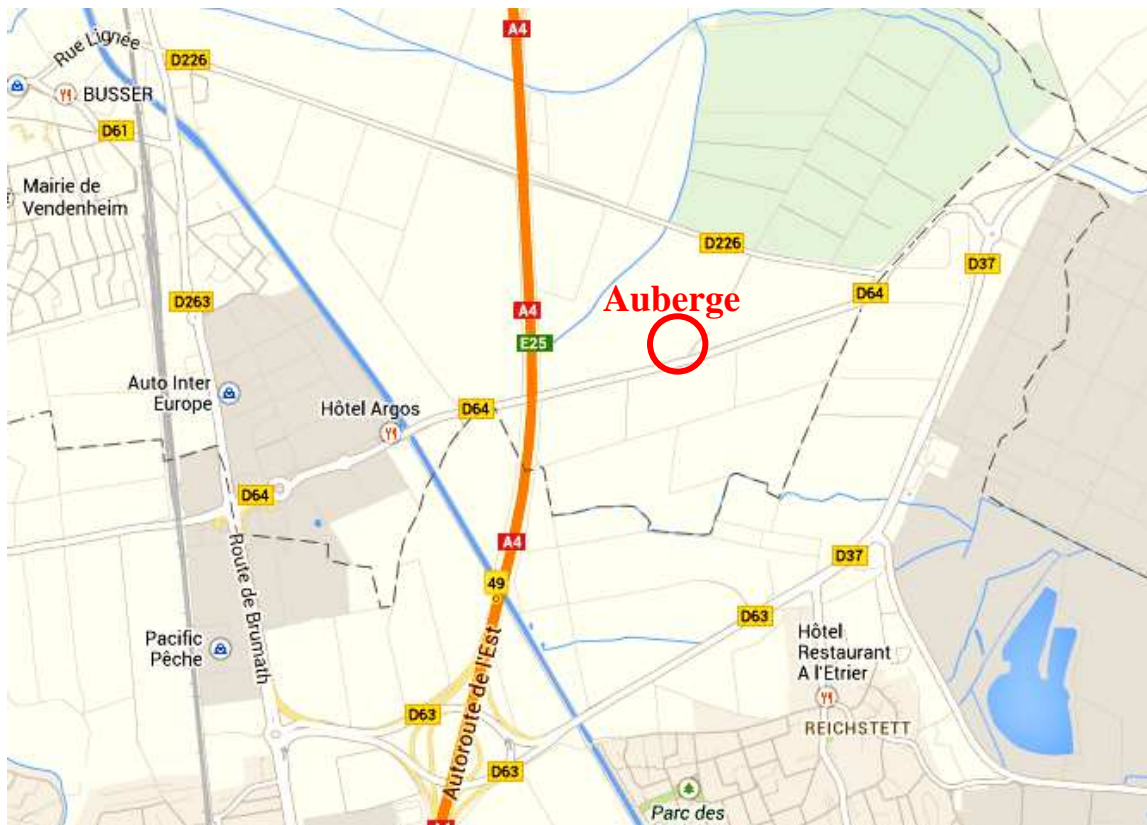 A4
Rue Lignée
D226
BUSSER
D61
Mairie de
Vendenheim
D226
D37
D64
Auberge
D263
A4
E25
Auto Inter
Europe
Hôtel Argos
D64
D64
A4
Route de Brumath
49
D37
D63
Pacific
Pêche
Hôtel
Restaurant
A l'Etrier
Autoroute de l'Est
D63
REICHSTETT
D63
Parc des